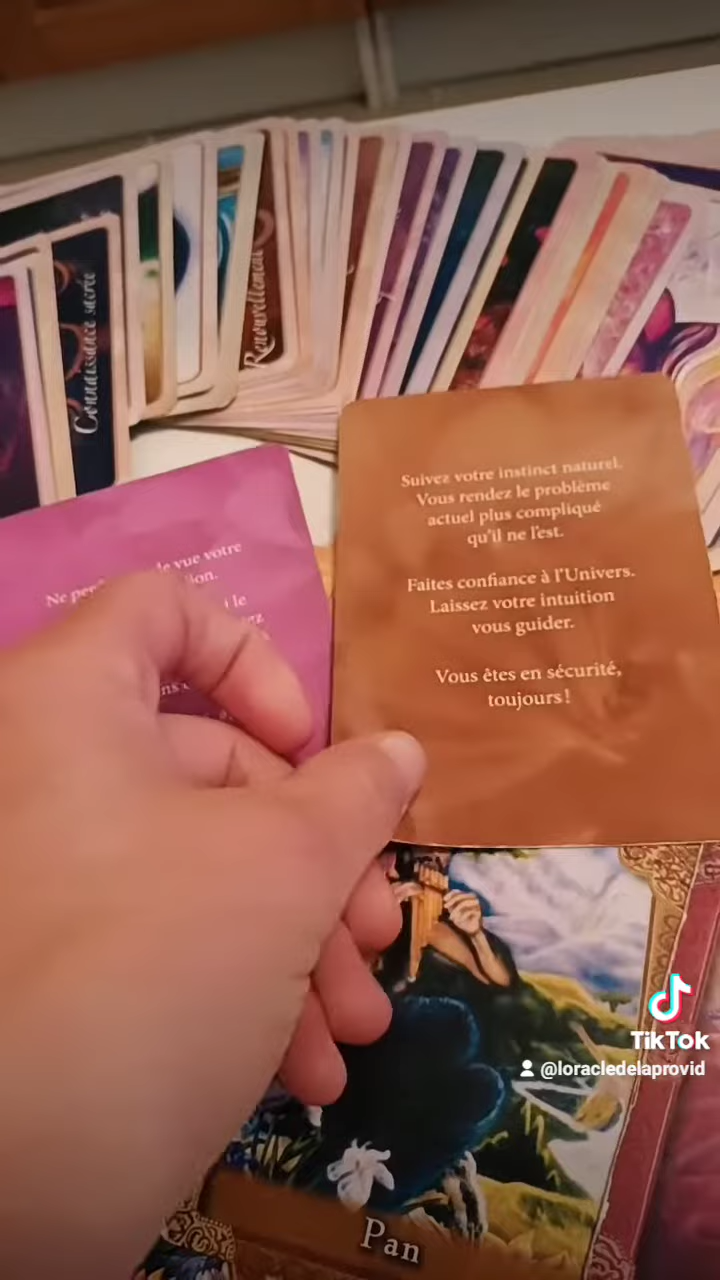 Connaissance sacrée
Renouvellement
Suivez votre instinct naturel.
Vous rendez le problème
actuel plus compliqué
qu'il ne l'est.
Faites confiance à l'Univers.
Laissez votre intuition
vous guider.
Vous êtes en sécurité,
toujours !
Ne de vue votre
le
Pan
TikTok
@loracledelaprovid